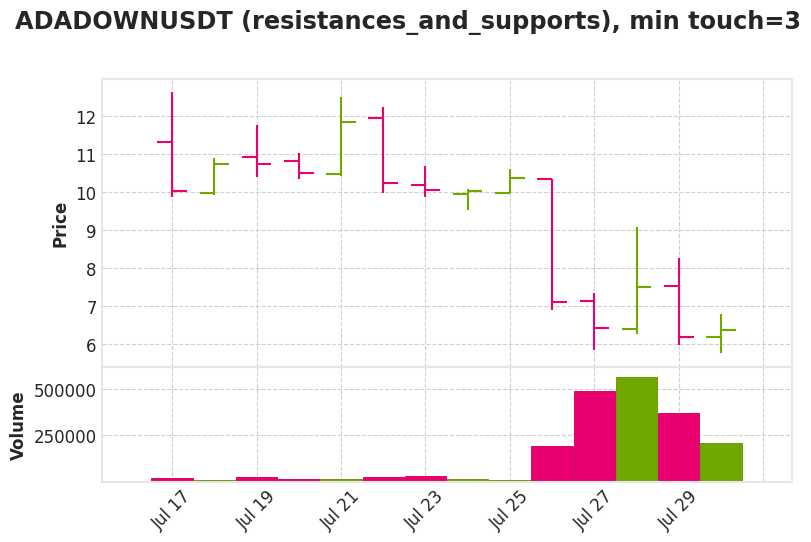 ADADOWNUSDT (resistances_and_supports), min touch=3
12
11
10
9
8
7
6
Price
500000
250000
Volume
Jul 17
Jul 19
Jul 21
Jul 23
Jul 25
Jul 27
Jul 29